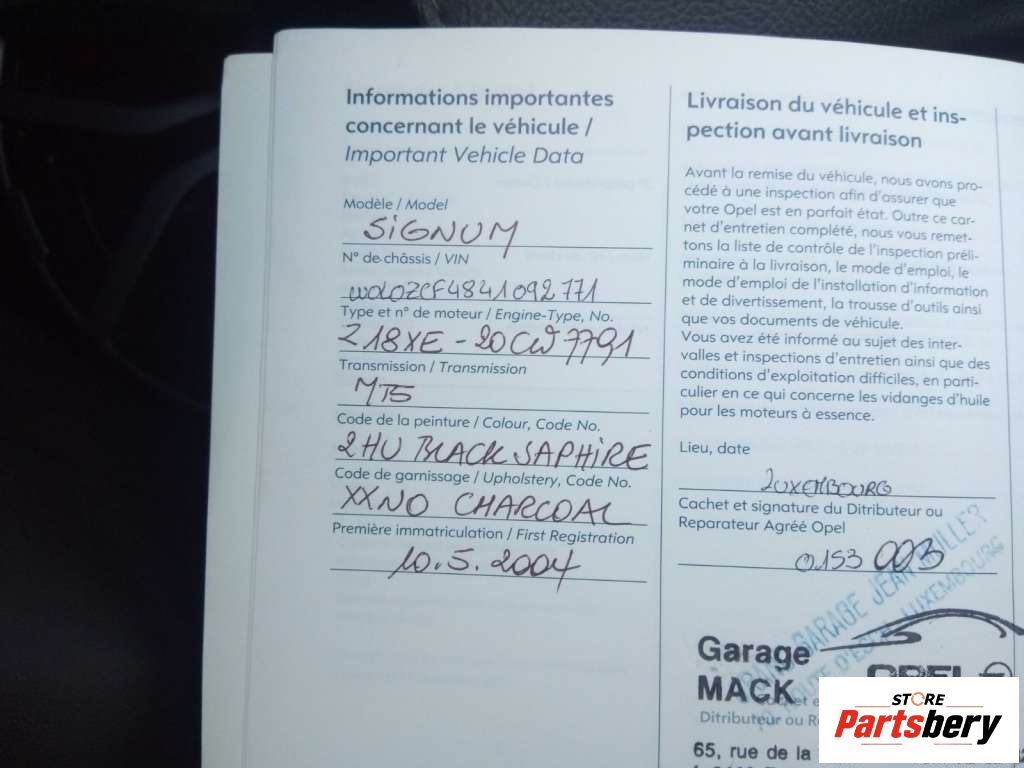 Informations importantes
concernant le véhicule /
Important Vehicle Data
Modèle / Model
SiGNUM
N° de châssis / VIN
WOLOZCF4841092771
Type et n° de moteur / Engine-Type, No.
Z18XE - 20CW7791
Transmission / Transmission
MT5
Code de la peinture / Colour, Code No.
2HU BLACK SAPHIRE
Code de garnissage / Upholstery, Code No.
XXNO CHARCOAL
Première immatriculation / First Registration
10.5.2004
Livraison du véhicule et ins-
pection avant livraison
Avant la remise du véhicule, nous avons pro-
cédé à une inspection afin d'assurer que
votre Opel est en parfait état. Outre ce car-
net d'entretien complété, nous vous remet-
tons la liste de contrôle de l'inspection préli-
minaire à la livraison, le mode d'emploi, le
mode d'emploi de l'installation d'information
et de divertissement, la trousse d'outils ainsi
que vos documents de véhicule.
Vous avez été informé au sujet des inter-
valles et inspections d'entretien ainsi que des
conditions d'exploitation difficiles, en parti-
culier en ce qui concerne les vidanges d'huile
pour les moteurs à essence.
Lieu, date
LUXEMBOURG
Cachet et signature du Ditributeur ou
Reparateur Agréé Opel
0153 003
GARAGE JEAN MULLER
LUXEMBOURG
Garage
MACK
OPEL
Ditributeur ou
65, rue de la
STORE
Partsbery